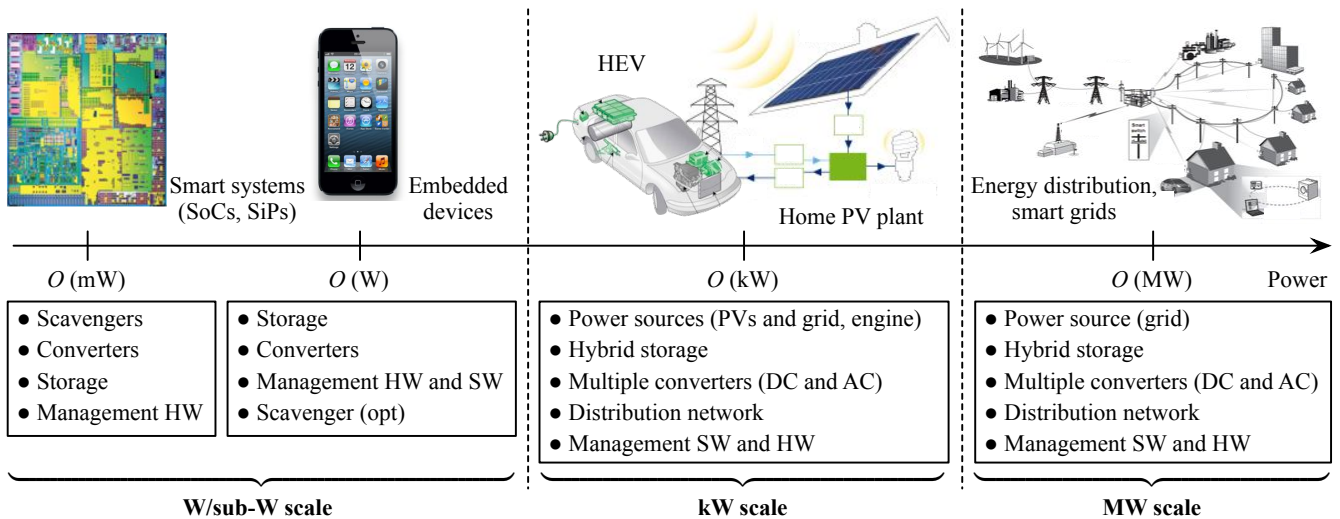 HEV
Smart systems
(SoCs, SiPs)
Embedded
devices
Home PV plant
Smart
switch
Energy distribution,
smart grids
O (mW)
O (W)
O (kW)
O (MW)
Power
● Scavengers
● Converters
● Storage
● Management HW
● Storage
● Converters
● Management HW and SW
● Scavenger (opt)
● Power sources (PVs and grid, engine)
● Hybrid storage
● Multiple converters (DC and AC)
● Distribution network
● Management SW and HW
● Power source (grid)
● Hybrid storage
● Multiple converters (DC and AC)
● Distribution network
● Management SW and HW
W/sub-W scale
kW scale
MW scale